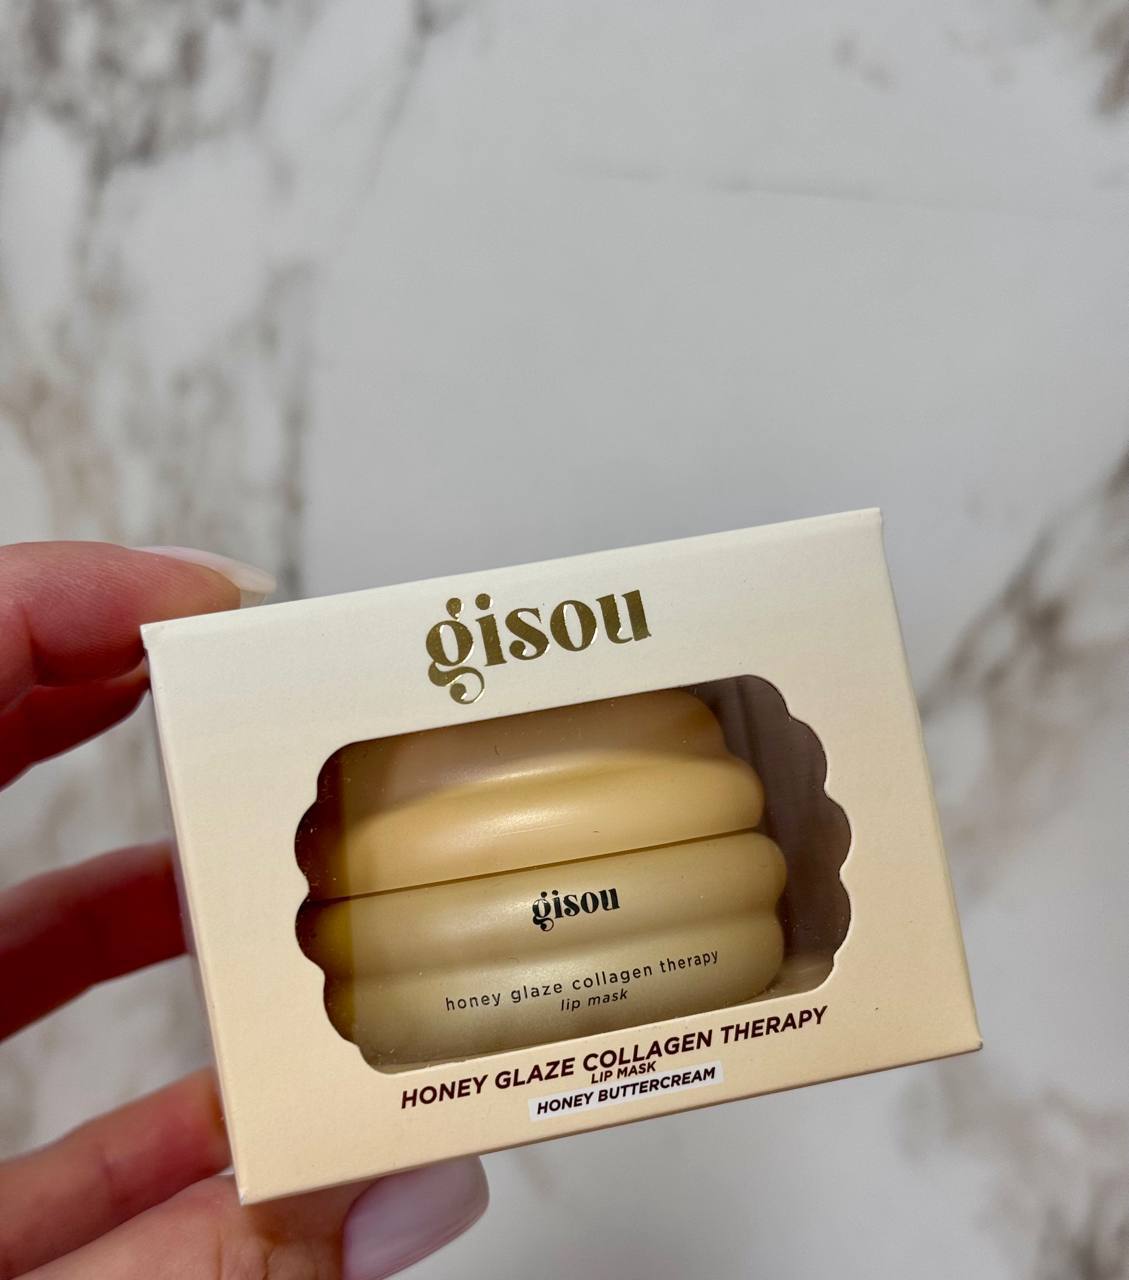 gisou
gisou
honey glaze collagen therapy
lip mask
HONEY GLAZE COLLAGEN THERAPY
LIP MASK
HONEY BUTTERCREAM